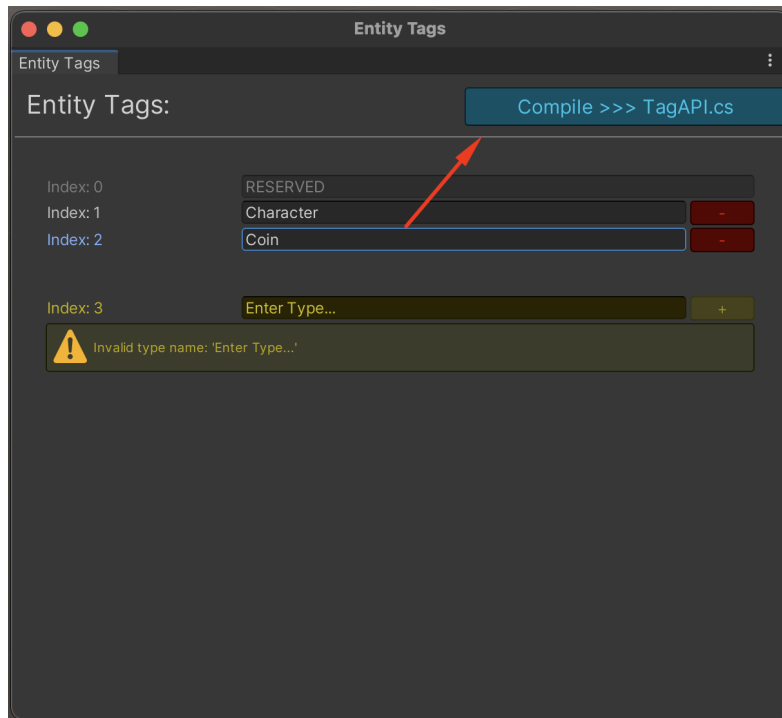 Entity Tags
Entity Tags
Entity Tags:
Compile >>> TagAPI.cs
Index: 0 RESERVED
Index: 1 Character -
Index: 2 Coin -
Index: 3 Enter Type... +
Invalid type name: 'Enter Type...'